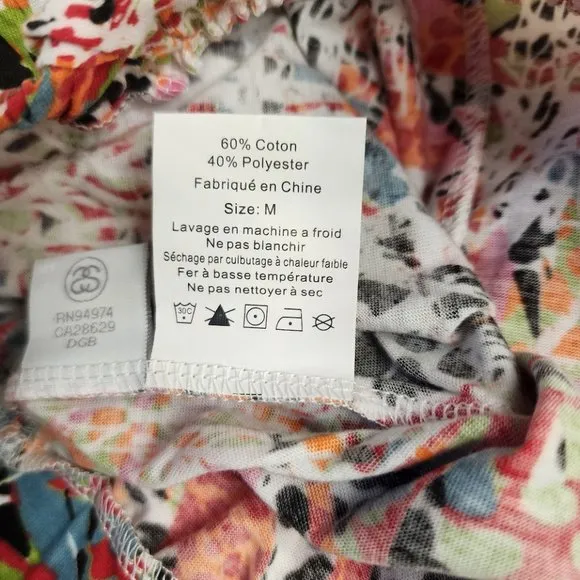 60% Coton
40% Polyester
Fabriqué en Chine
Size: M
Lavage en machine a froid
Ne pas blanchir
Séchage par culbutage à chaleur faible
Fer à basse température
Ne pas nettoyer à sec
30C
RN94974
CA28629
DGB